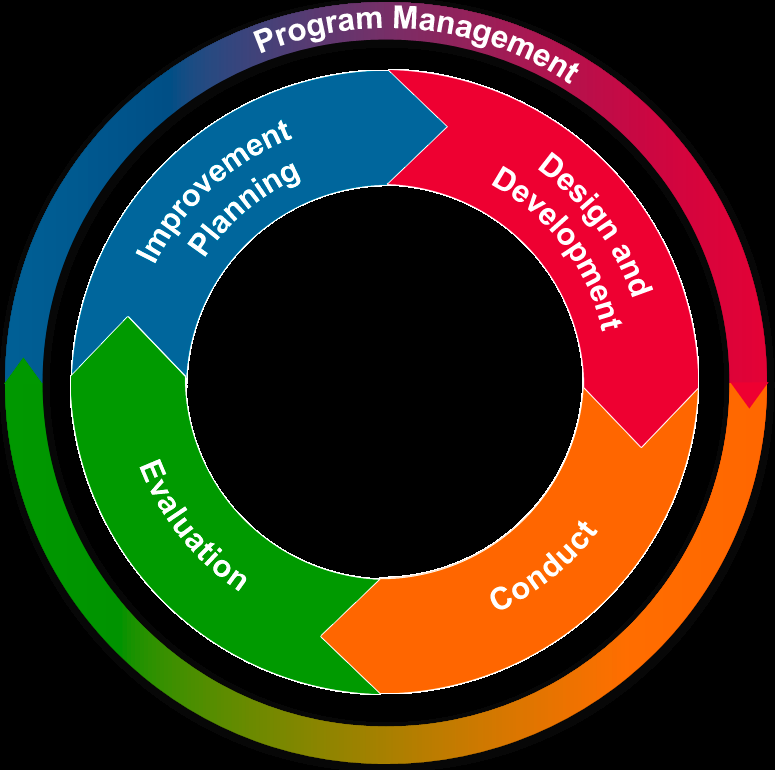 Program Management
Improvement
Planning
Design and
Development
Conduct
Evaluation